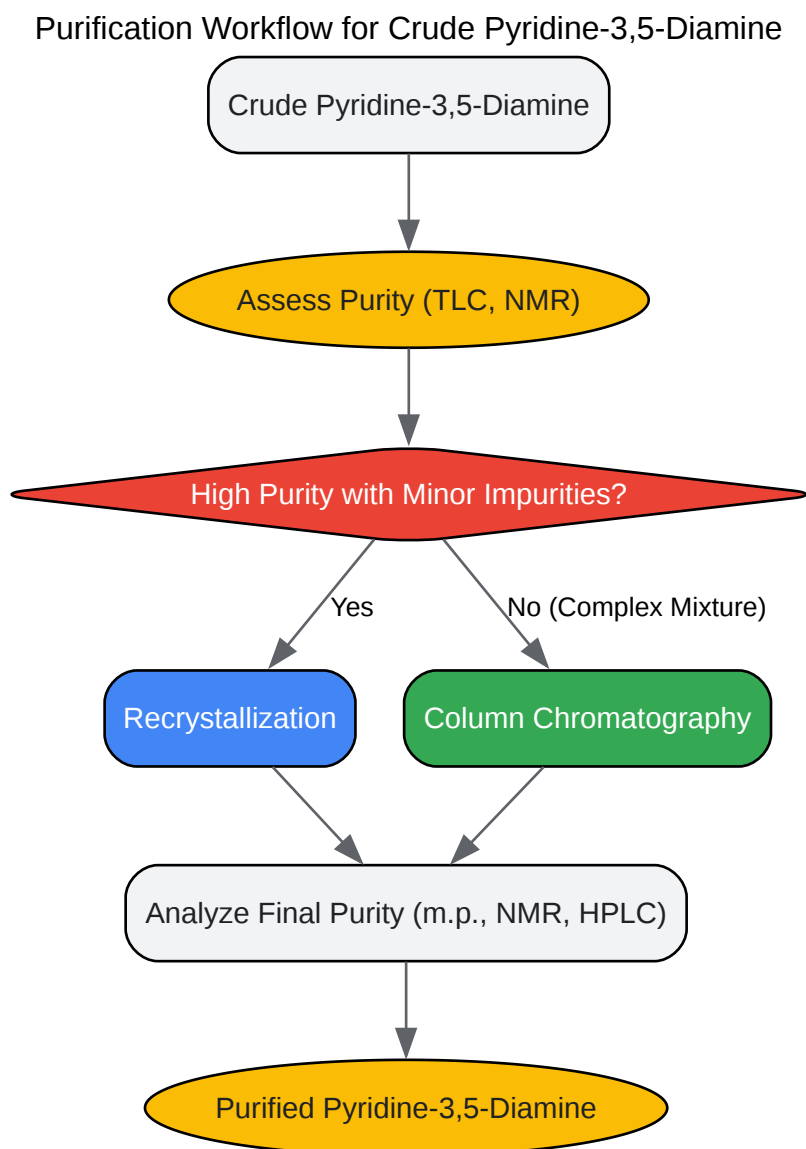 Purification Workflow for Crude Pyridine-3,5-Diamine
Crude Pyridine-3,5-Diamine
Assess Purity (TLC, NMR)
High Purity with Minor Impurities?
Yes
No (Complex Mixture)
Recrystallization
Column Chromatography
Analyze Final Purity (m.p., NMR, HPLC)
Purified Pyridine-3,5-Diamine